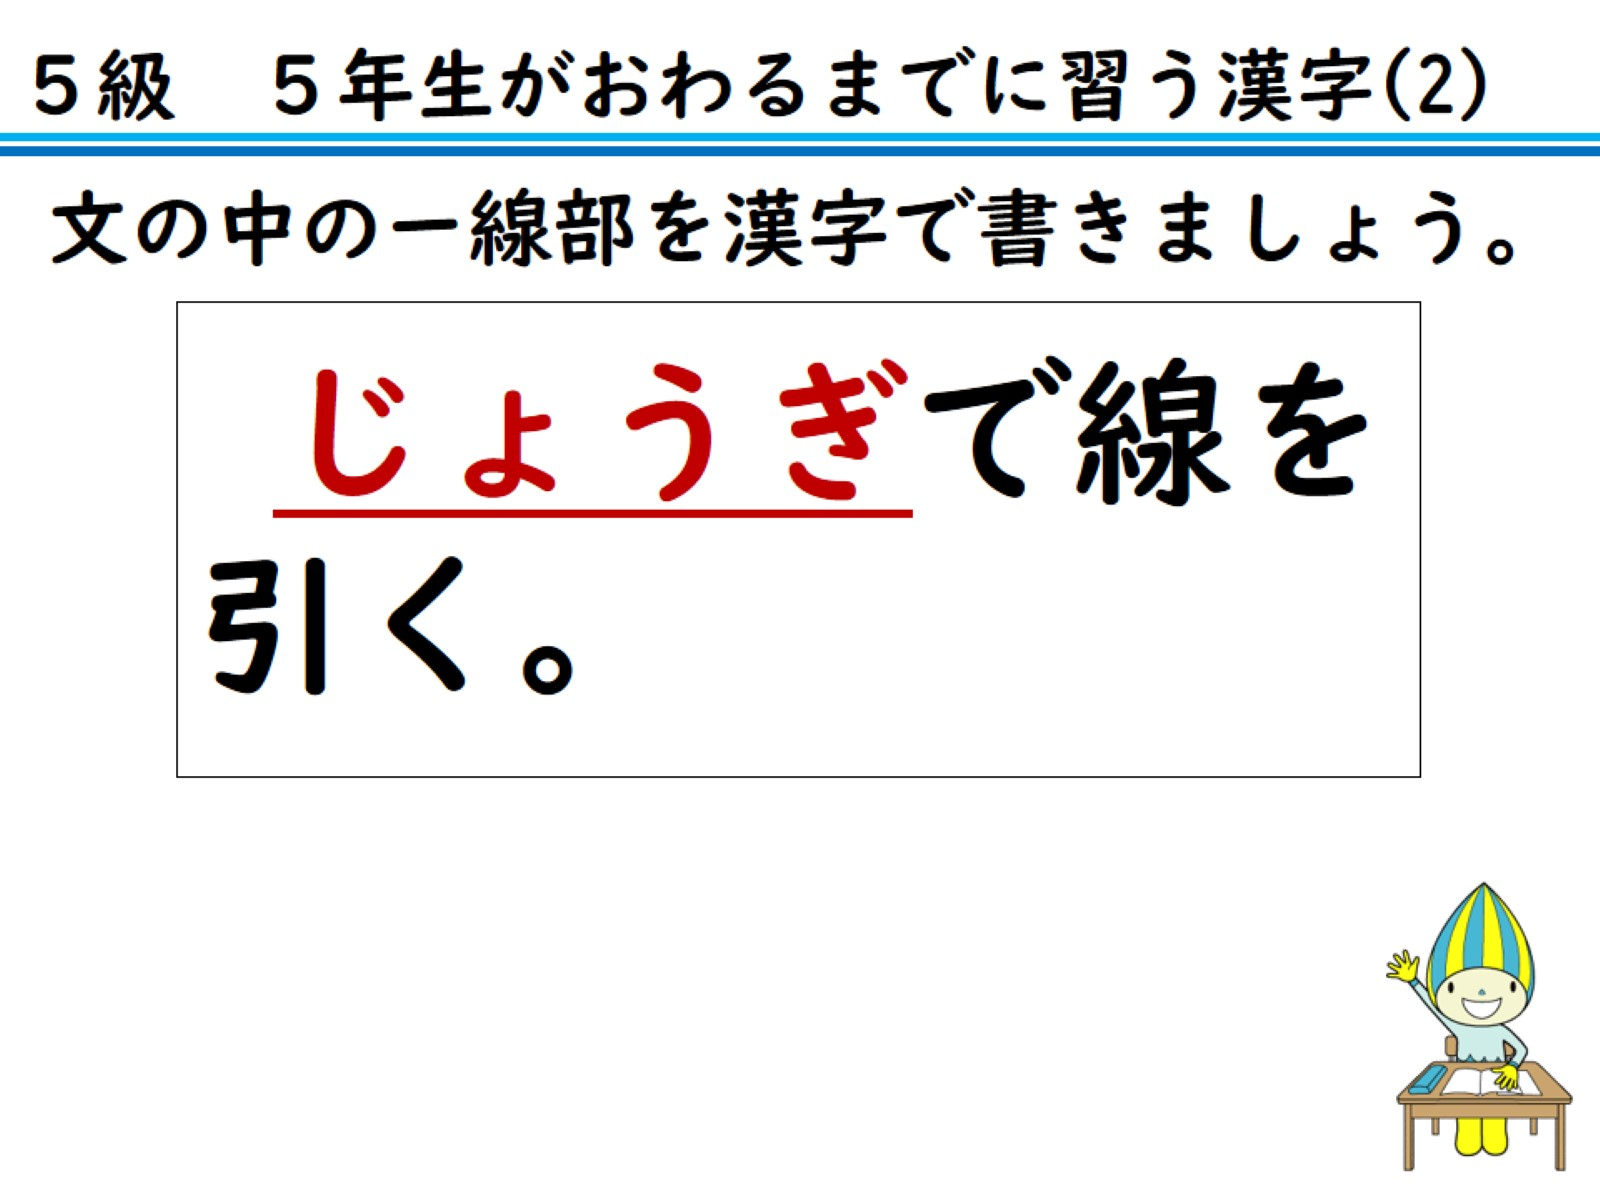 ５級　５年生がおわるまでに習う漢字(2)
文の中の―線部を漢字で書きましょう。
じょうぎで線を
引く。